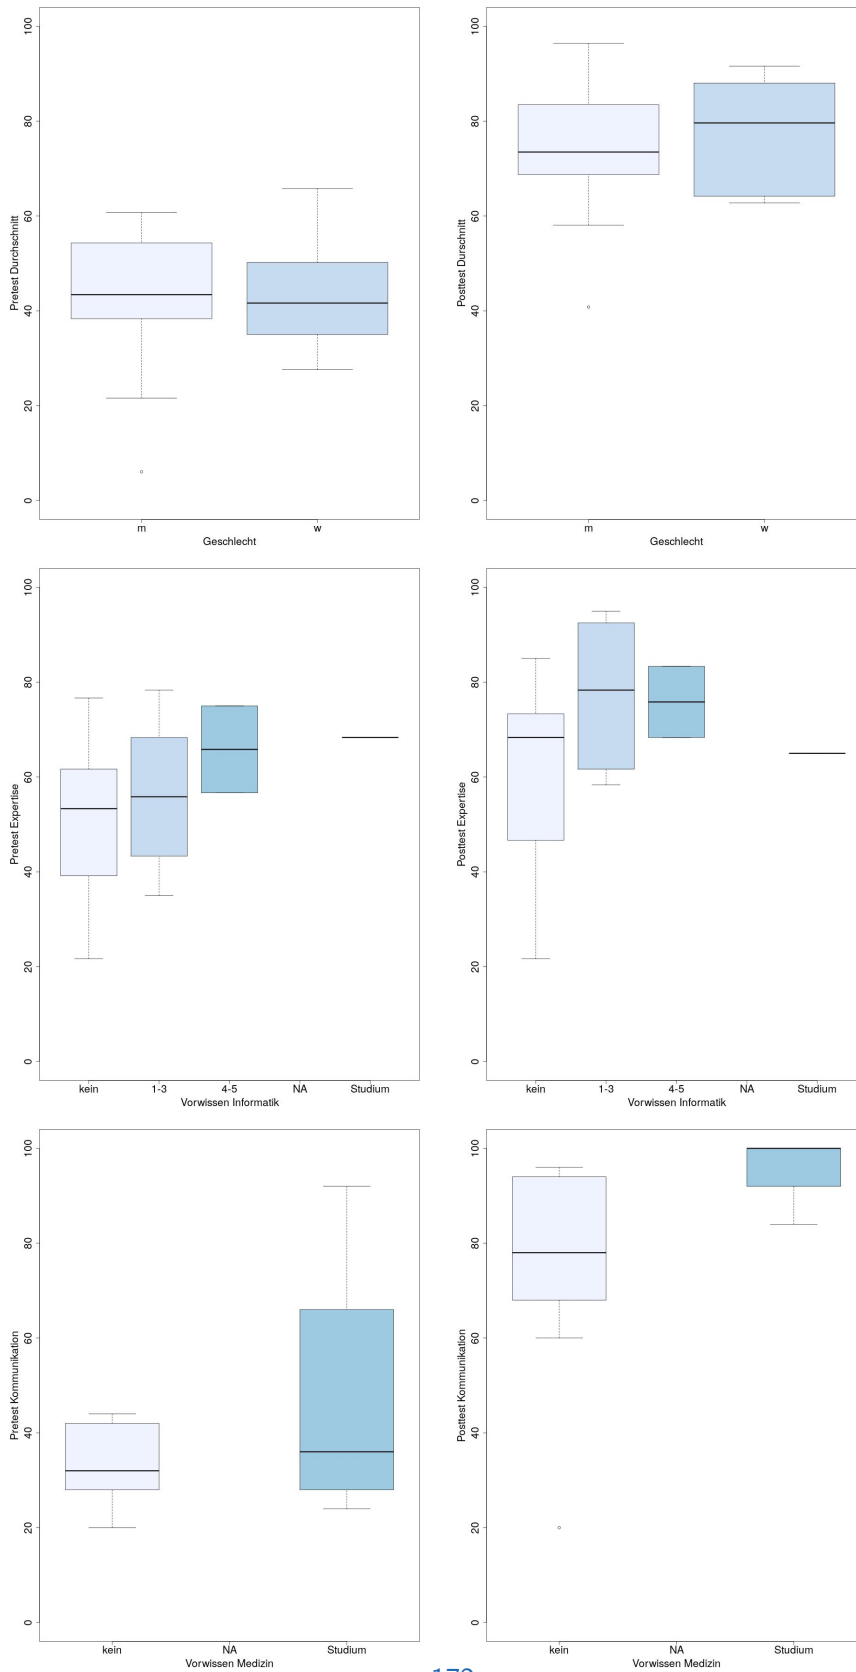 Pretest Durchschnitt
100
80
60
40
20
0
m w
Geschlecht
Posttest Durschnitt
100
80
60
40
20
0
m w
Geschlecht
Pretest Expertise
100
80
60
40
20
0
kein 1-3 4-5 NA Studium
Vorwissen Informatik
Posttest Expertise
100
80
60
40
20
0
kein 1-3 4-5 NA Studium
Vorwissen Informatik
Pretest Kommunikation
100
80
60
40
20
0
kein NA Studium
Vorwissen Medizin
Posttest Kommunikation
100
80
60
40
20
0
kein NA Studium
Vorwissen Medizin